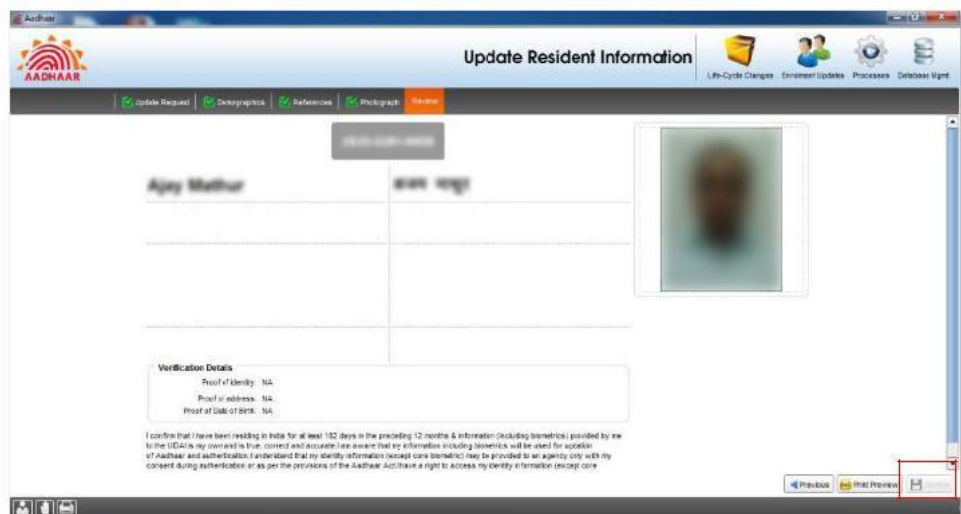 Aadhaar
AADHAAR
Update Resident Information
Life-Cycle Changes Enrolment Updates Processes Database Mgmt
Update Request Demographics References Photograph Review
Ajay Mathur
Verification Details
Proof of Identity: NA
Proof of address: NA
Proof of Date of Birth: NA
I confirm that I have been residing in India for at least 182 days in the preceding 12 months & information (including biometrics) provided by me
to the UIDAI is my own and is true, correct and accurate.I am aware that my information including biometrics will be used for
of Aadhaar and authentication.I understand that my identity information (except core biometric) may be provided to an agency only with my
consent during authentication or as per the provisions of the Aadhaar Act.I have a right to access my identity information (except core
Previous Print Preview